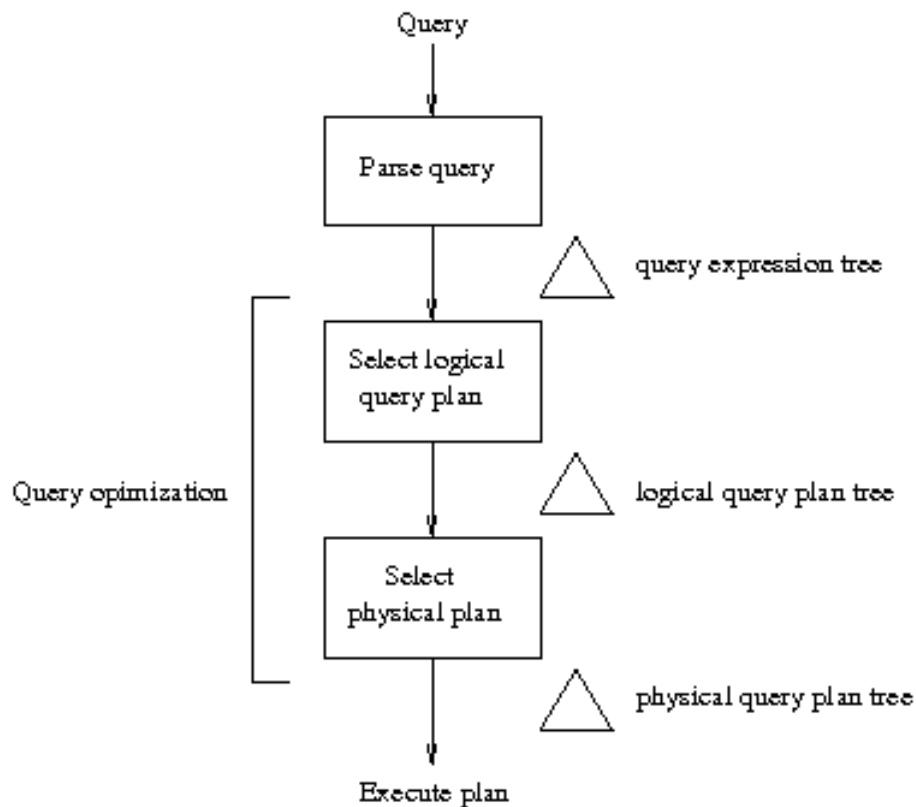 Query
Parse query
query expression tree
Select logical
query plan
Query opimization
logical query plan tree
Select
physical plan
physical query plan tree
Execute plan